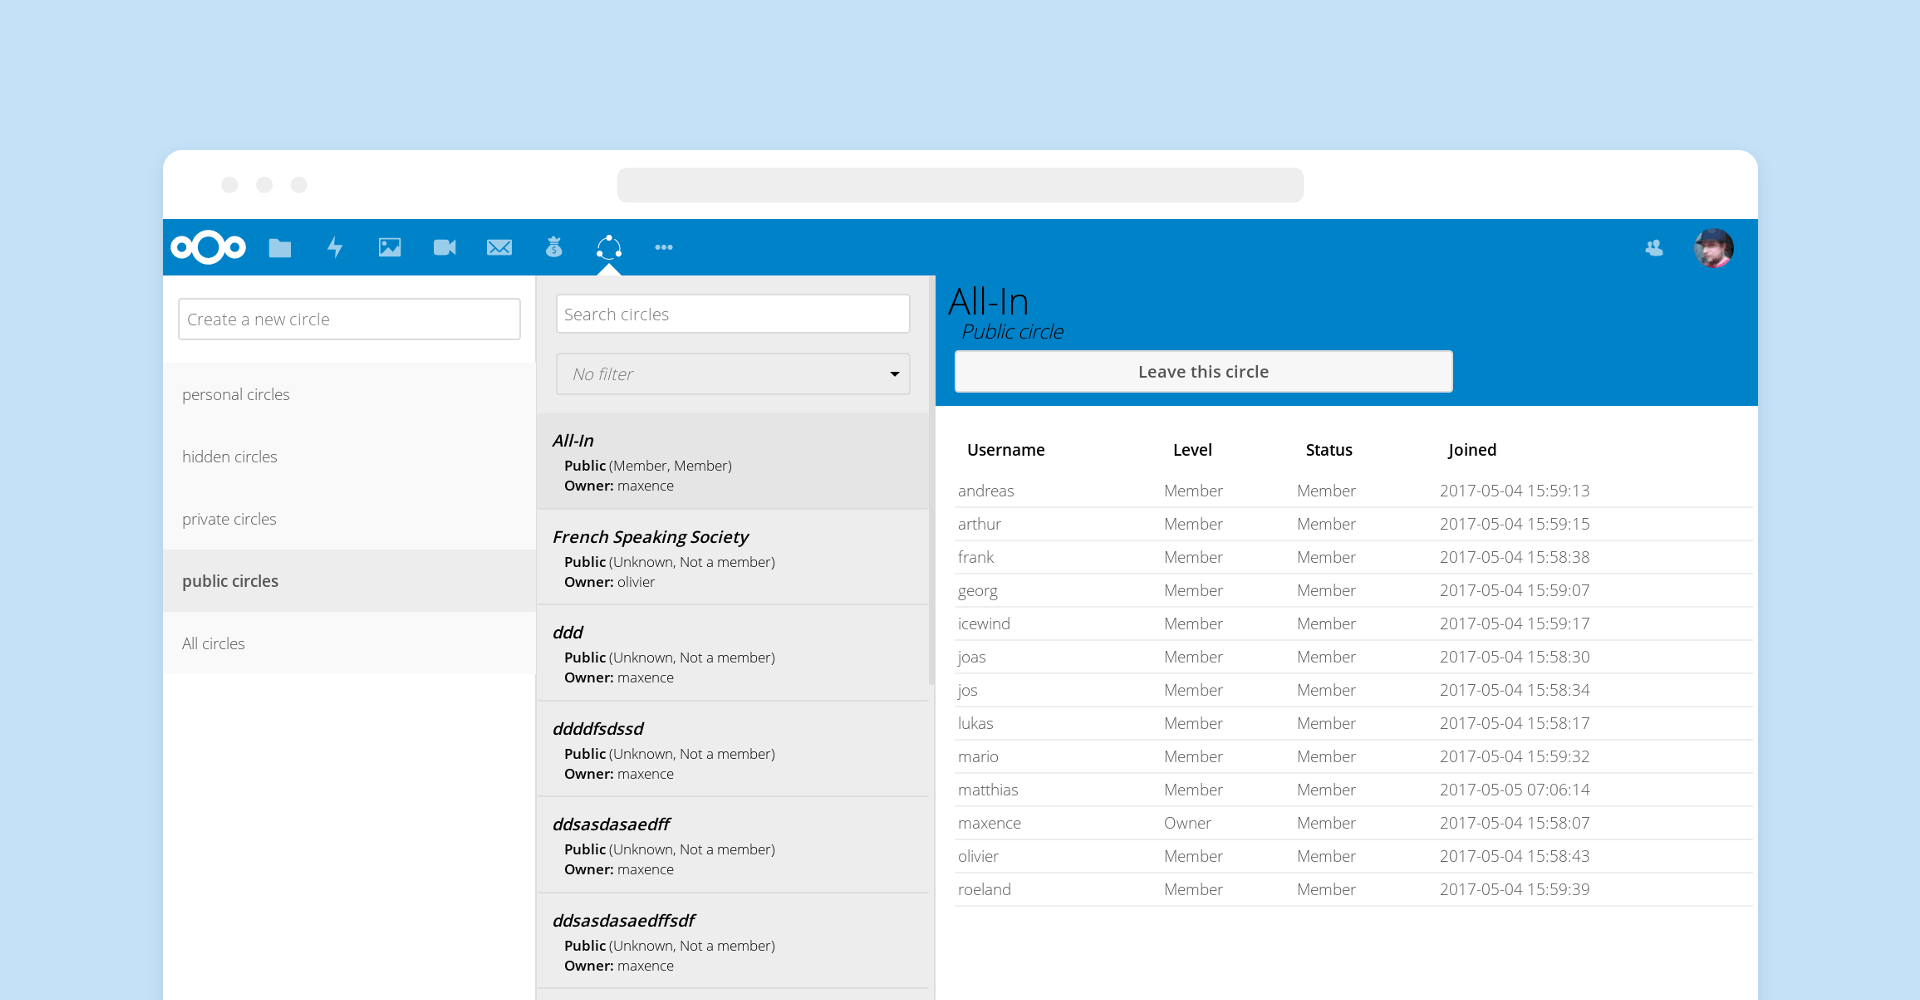 Create a new circle
personal circles
hidden circles
private circles
public circles
All circles
Search circles
No filter
All-In
Public (Member, Member)
Owner: maxence
French Speaking Society
Public (Unknown, Not a member)
Owner: olivier
ddd
Public (Unknown, Not a member)
Owner: maxence
ddddfsdssd
Public (Unknown, Not a member)
Owner: maxence
ddsasdasaedff
Public (Unknown, Not a member)
Owner: maxence
ddsasdasaedffsdf
Public (Unknown, Not a member)
Owner: maxence
All-In
Public circle
Leave this circle
Username Level Status Joined
andreas Member Member 2017-05-04 15:59:13
arthur Member Member 2017-05-04 15:59:15
frank Member Member 2017-05-04 15:58:38
georg Member Member 2017-05-04 15:59:07
icewind Member Member 2017-05-04 15:59:17
joas Member Member 2017-05-04 15:58:30
jos Member Member 2017-05-04 15:58:34
lukas Member Member 2017-05-04 15:58:17
mario Member Member 2017-05-04 15:59:32
matthias Member Member 2017-05-05 07:06:14
maxence Owner Member 2017-05-04 15:58:07
olivier Member Member 2017-05-04 15:58:43
roeland Member Member 2017-05-04 15:59:39